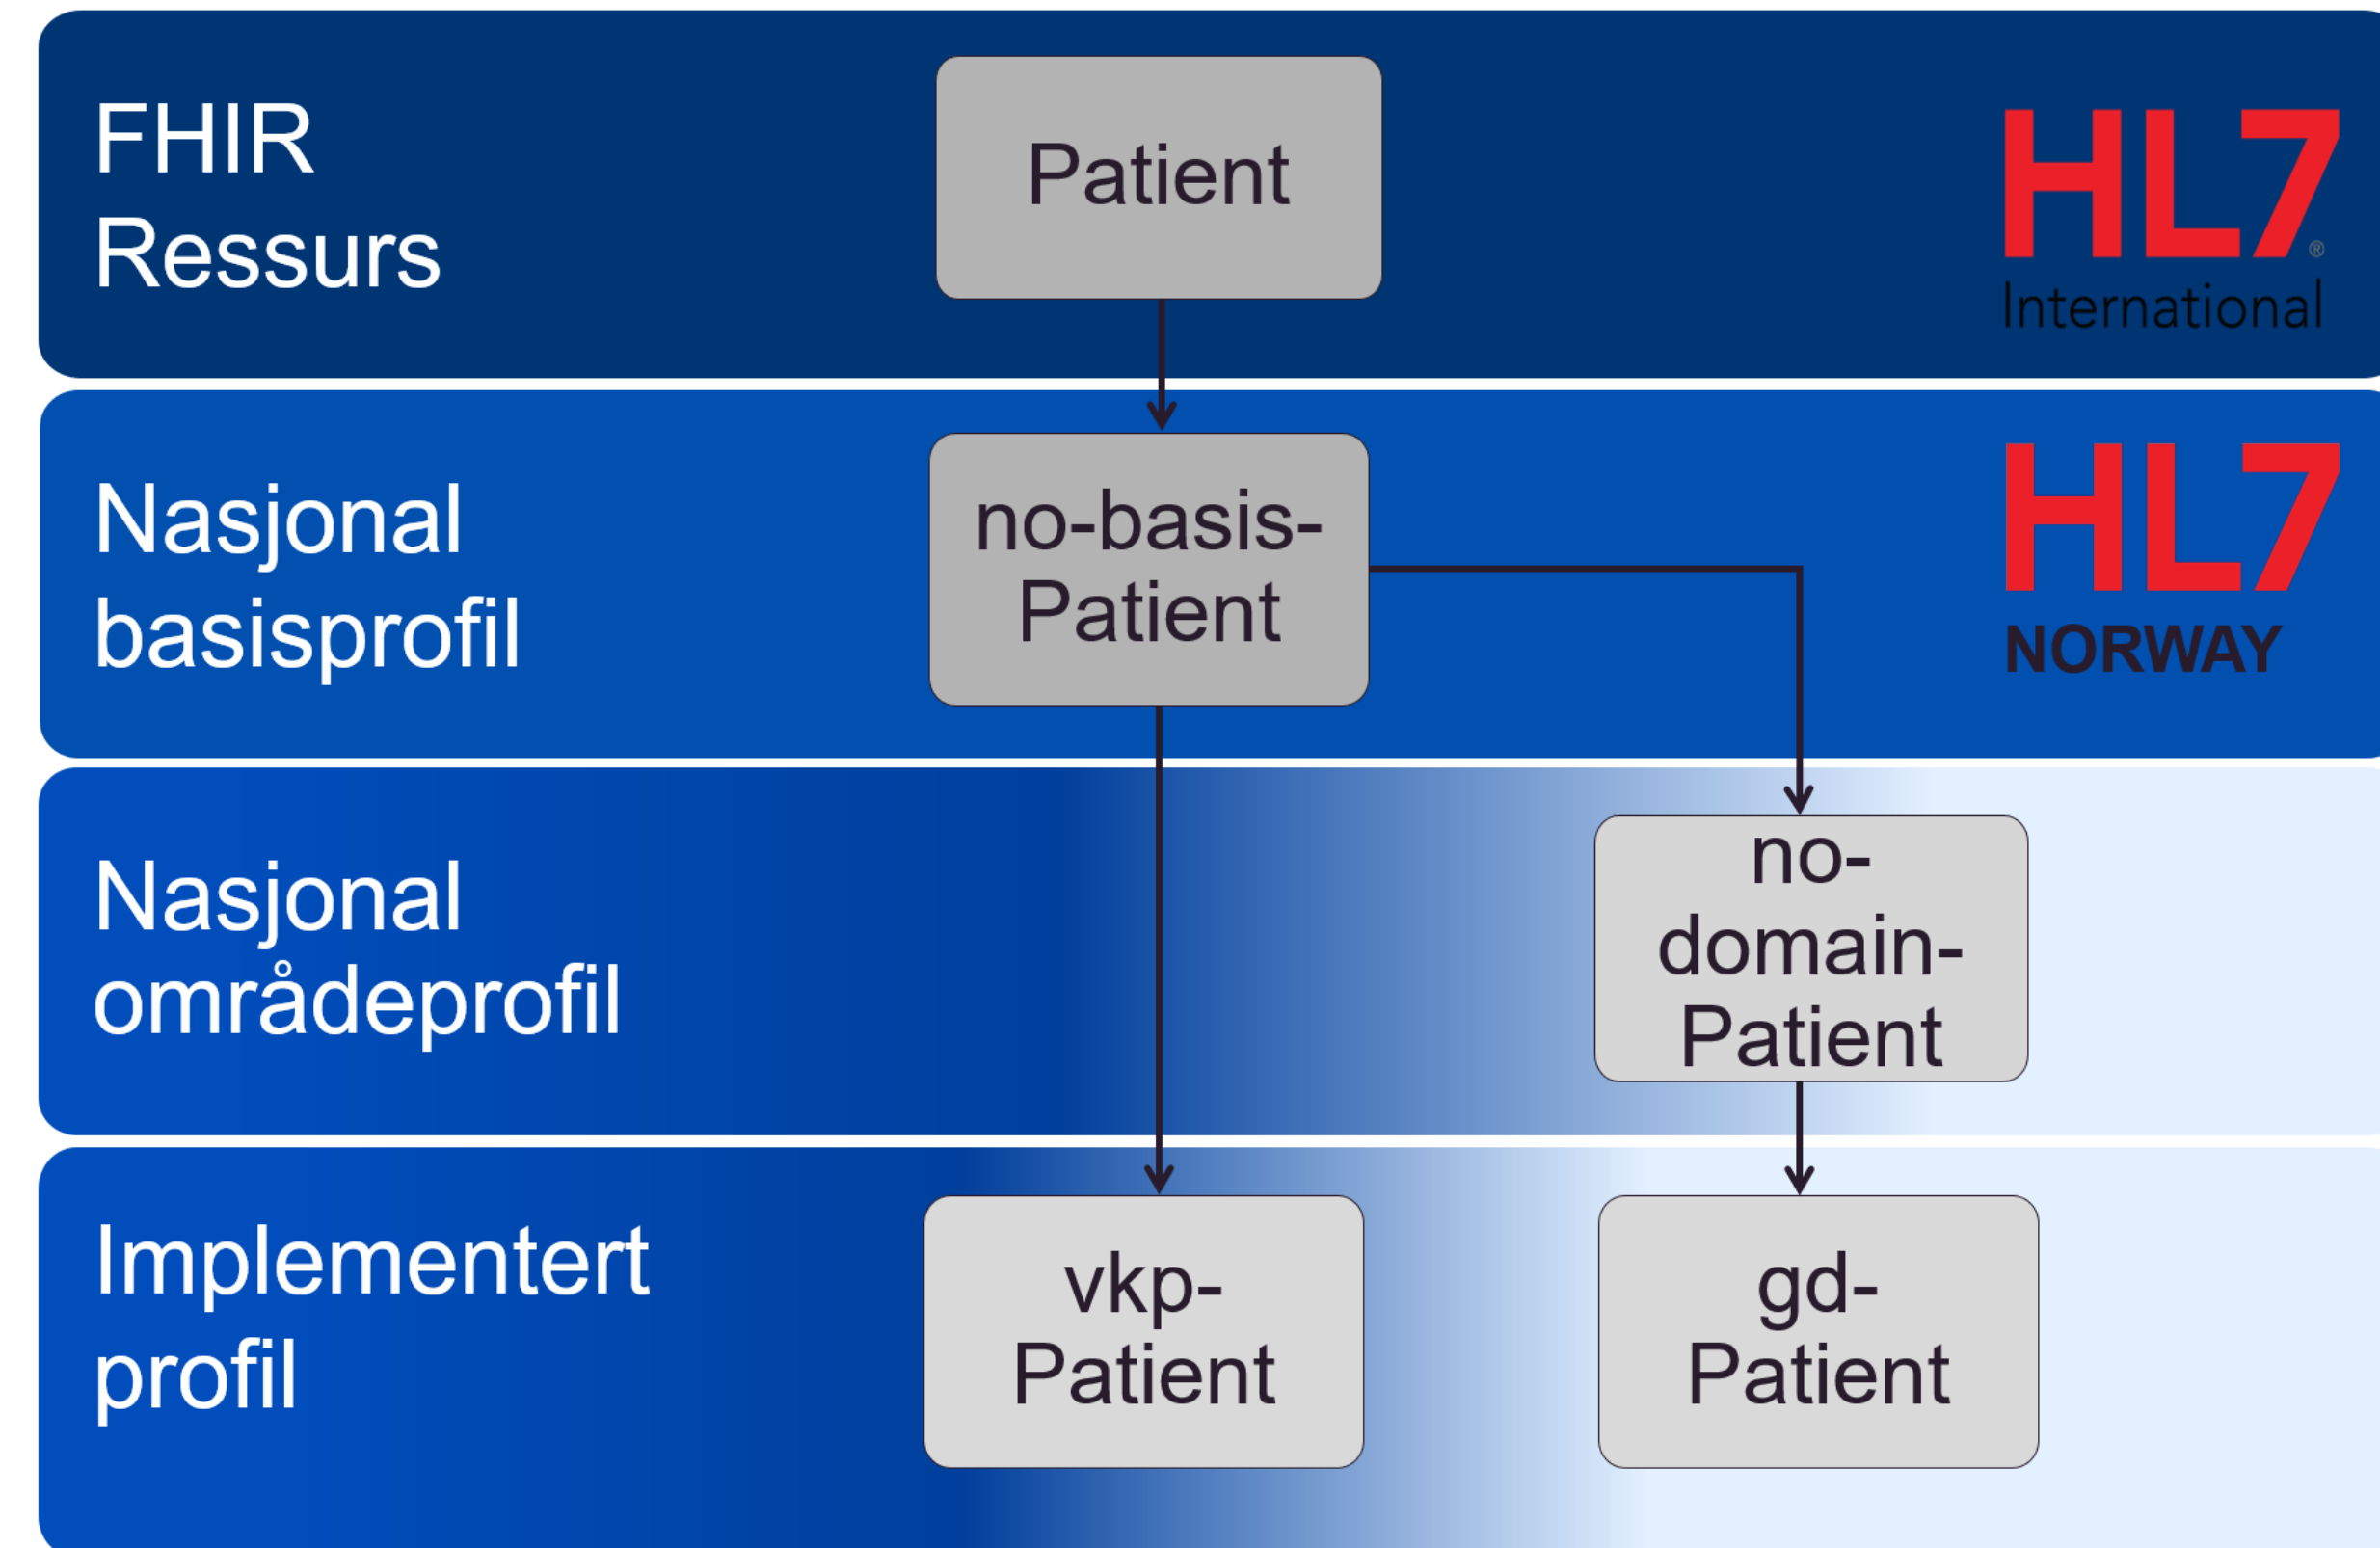 FHIR
Ressurs
Patient
HL7
®
International
Nasjonal
basisprofil
no-basis-
Patient
HL7
NORWAY
Nasjonal
områdeprofil
no-
domain-
Patient
Implementert
profil
vkp-
Patient
gd-
Patient